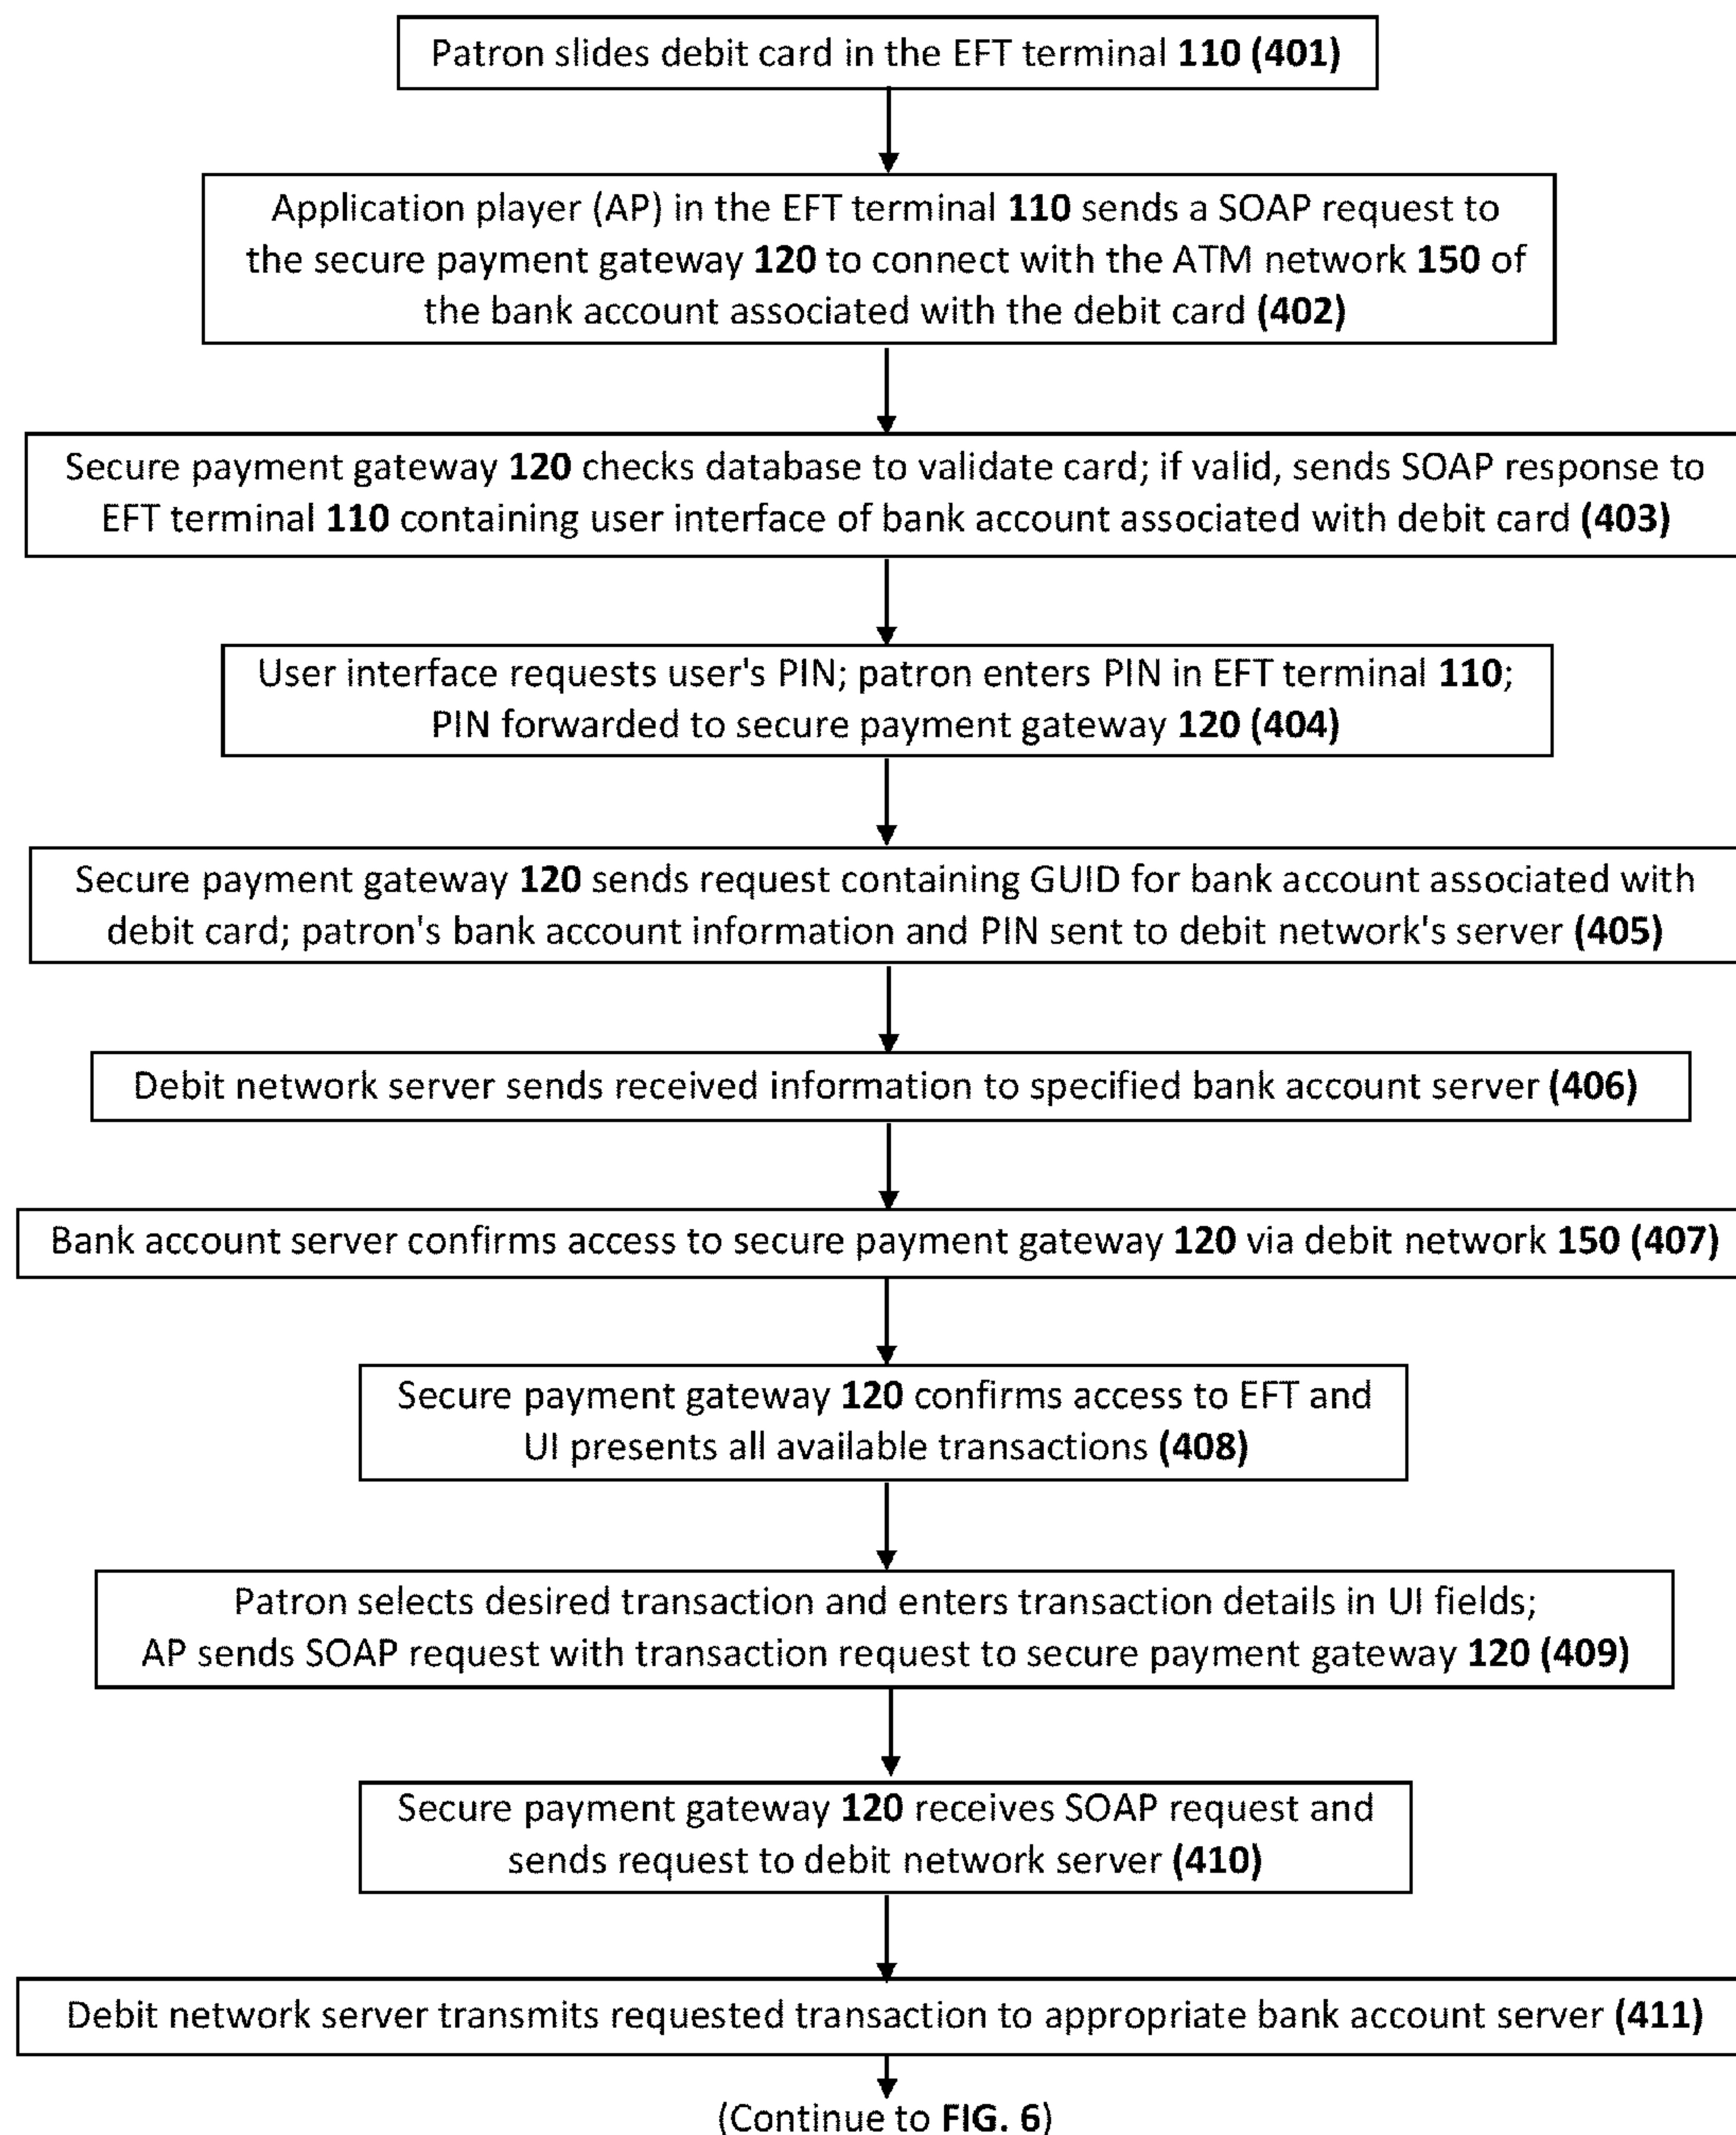 Patron slides debit card in the EFT terminal 110 (401)
Application player (AP) in the EFT terminal 110 sends a SOAP request to
the secure payment gateway 120 to connect with the ATM network 150 of
the bank account associated with the debit card (402)
Secure payment gateway 120 checks database to validate card; if valid, sends SOAP response to
EFT terminal 110 containing user interface of bank account associated with debit card (403)
User interface requests user's PIN; patron enters PIN in EFT terminal 110;
PIN forwarded to secure payment gateway 120 (404)
Secure payment gateway 120 sends request containing GUID for bank account associated with
debit card; patron's bank account information and PIN sent to debit network's server (405)
Debit network server sends received information to specified bank account server (406)
Bank account server confirms access to secure payment gateway 120 via debit network 150 (407)
Secure payment gateway 120 confirms access to EFT and
UI presents all available transactions (408)
Patron selects desired transaction and enters transaction details in UI fields;
AP sends SOAP request with transaction request to secure payment gateway 120 (409)
Secure payment gateway 120 receives SOAP request and
sends request to debit network server (410)
Debit network server transmits requested transaction to appropriate bank account server (411)
(Continue to FIG. 6)